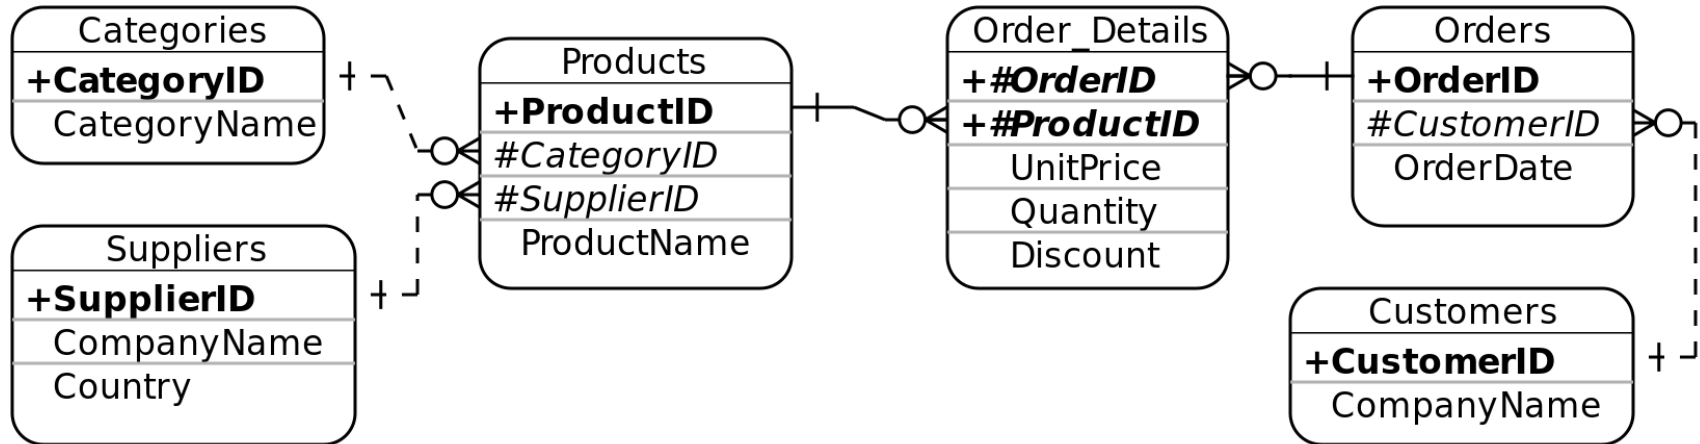 Categories
+CategoryID
CategoryName
Suppliers
+SupplierID
CompanyName
Country
Products
+ProductID
#CategoryID
#SupplierID
ProductName
Order_Details
+#OrderID
+#ProductID
UnitPrice
Quantity
Discount
Orders
+OrderID
#CustomerID
OrderDate
Customers
+CustomerID
CompanyName